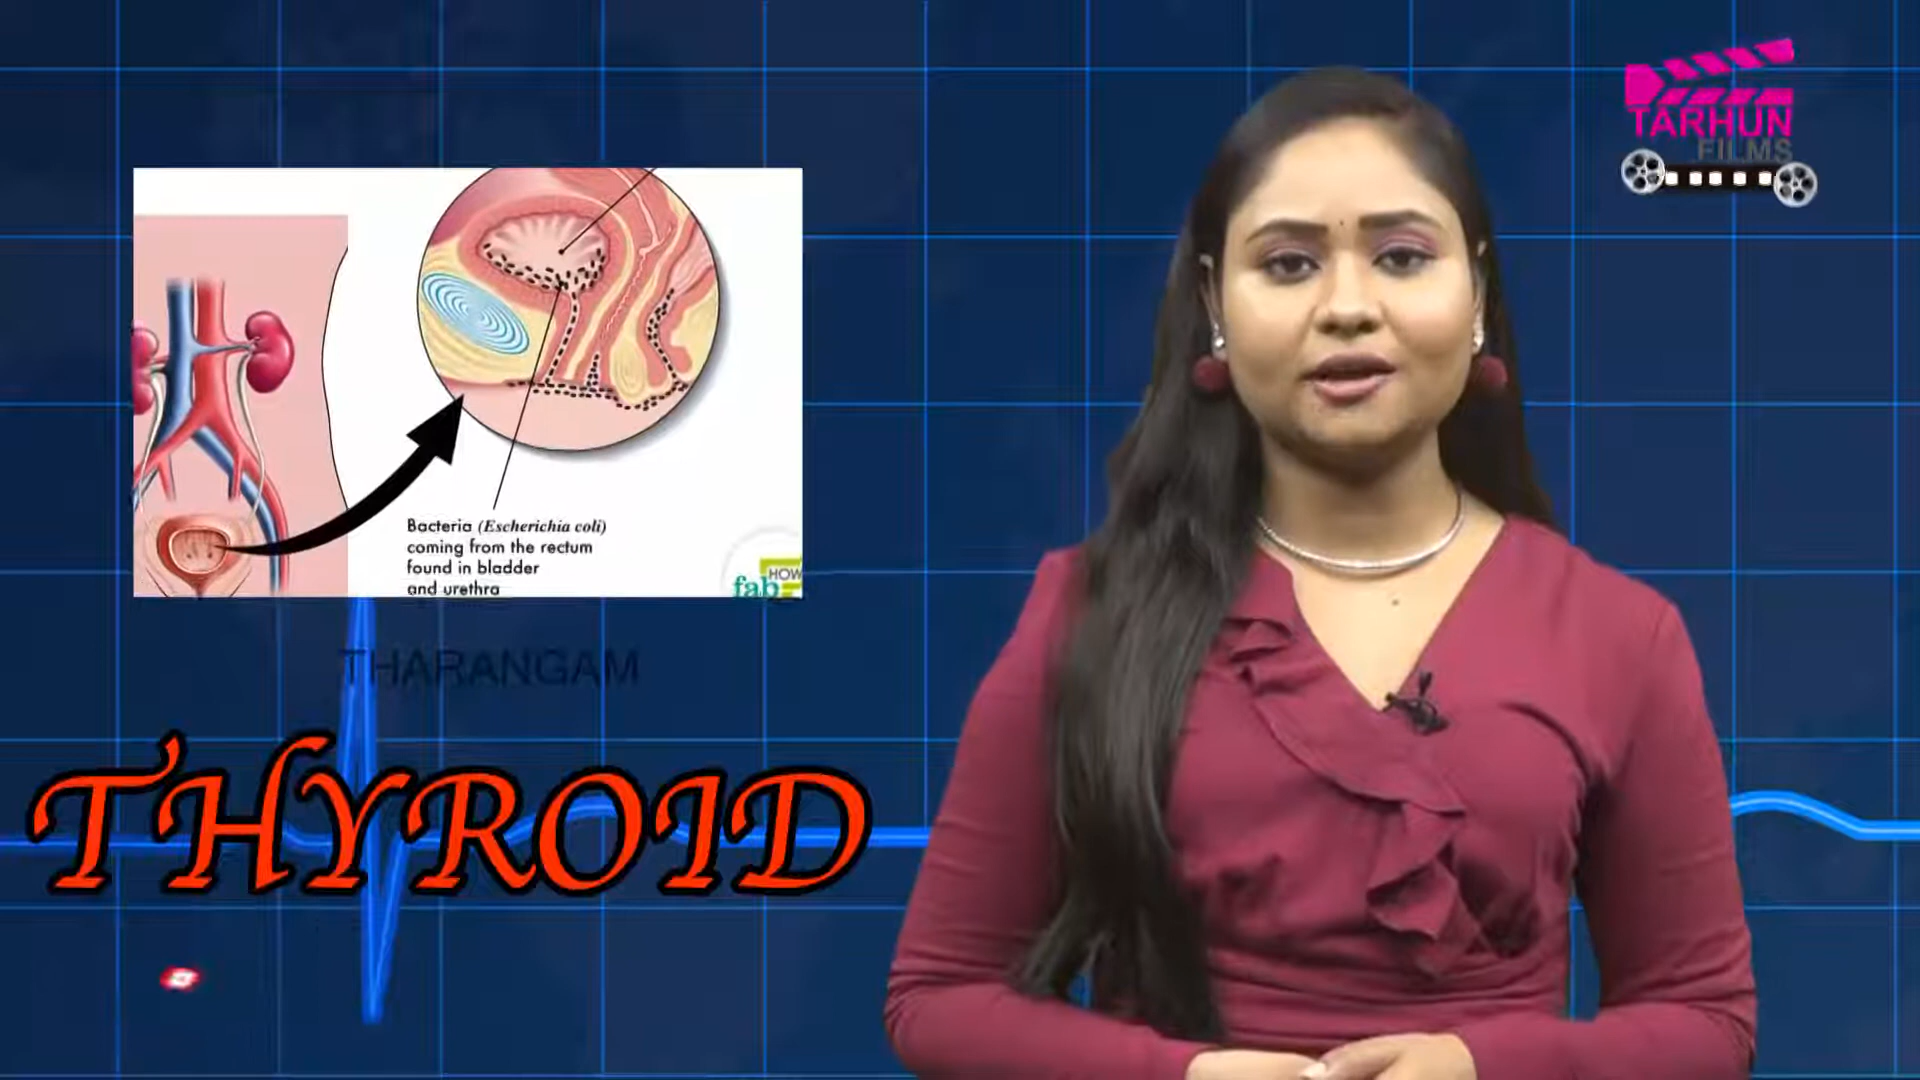 TARHUN
FILMS
Bacteria (Escherichia coli)
coming from the rectum
found in bladder
and urethra
HOW
fab
THARANGAM
THYROID